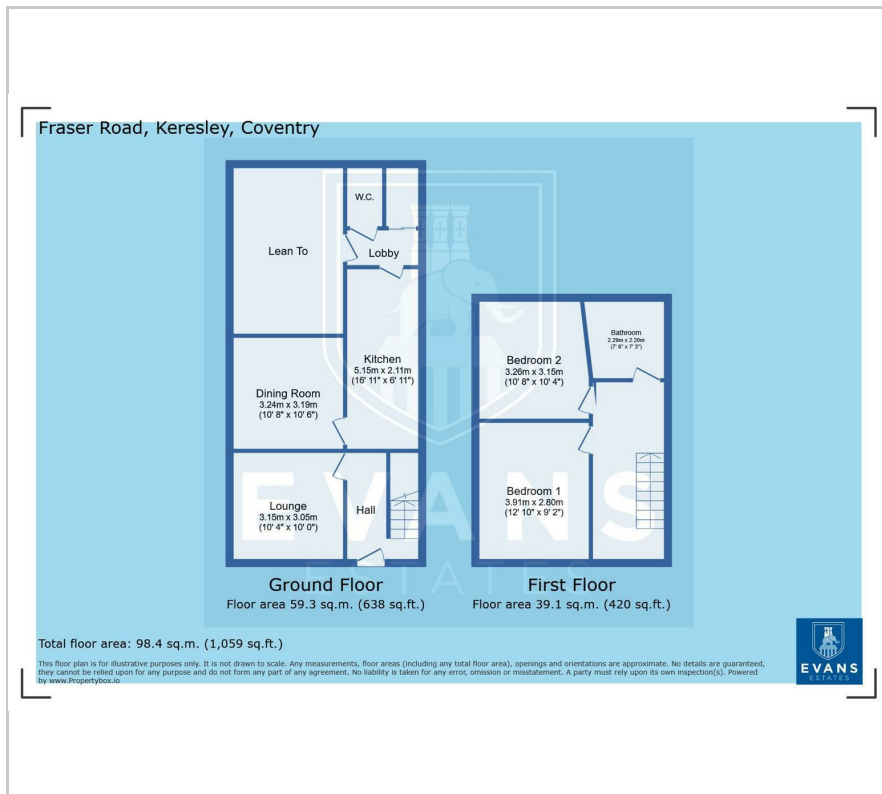 Fraser Road, Keresley, Coventry
W.C.
Lean To
Lobby
Kitchen
5.15m x 2.11m
(16' 11" x 6' 11")
Dining Room
3.24m x 3.19m
(10' 8" x 10' 6")
Lounge
3.15m x 3.05m
(10' 4" x 10' 0")
Hall
Ground Floor
Floor area 59.3 sq.m. (638 sq.ft.)
Bathroom
2.29m x 2.20m
(7' 6" x 7' 3")
Bedroom 2
3.26m x 3.15m
(10' 8" x 10' 4")
Bedroom 1
3.91m x 2.80m
(12' 10" x 9' 2")
First Floor
Floor area 39.1 sq.m. (420 sq.ft.)
EVANS
ESTATES
Total floor area: 98.4 sq.m. (1,059 sq.ft.)
This floor plan is for illustrative purposes only. It is not drawn to scale. Any measurements, floor areas (including any total floor area), openings and orientations are approximate. No details are guaranteed,
they cannot be relied upon for any purpose and do not form any part of any agreement. No liability is taken for any error, omission or misstatement. A party must rely upon its own inspection(s). Powered
by www.Propertybox.io
EVANS
ESTATES